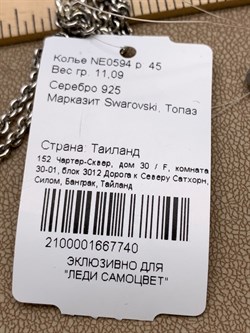 Колье NE0594 р. 45
Вес гр. 11,09
Серебро 925
Марказит Swarovski, Топаз
Страна: Таиланд
152 Чартер-Сквер, дом 30 / F, комната
30-01, блок 3012 Дорога к Северу Сатхорн,
Силом, Банграк, Тайланд
2100001667740
ЭКЛЮЗИВНО ДЛЯ
"ЛЕДИ САМОЦВЕТ"